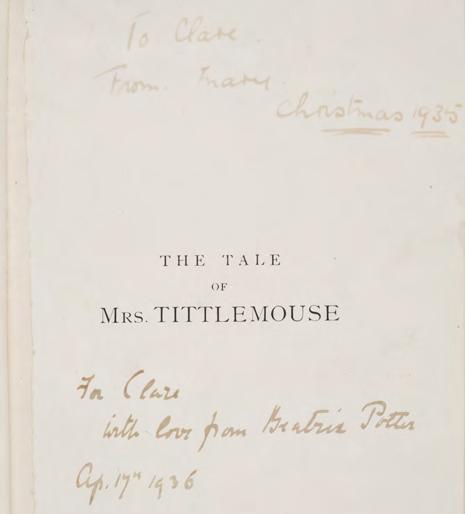 To Clare.
From. Mary.
Christmas 1935
THE TALE
OF
MRS. TITTLEMOUSE
For Clare
with love from Beatrix Potter
Ap. 17th 1936